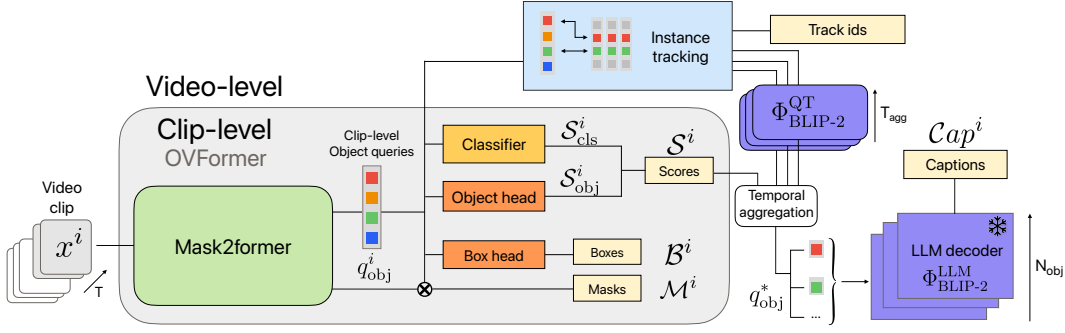 Video-level
Clip-level
OVFormer
Video
clip
x^i
T
Mask2former
Clip-level
Object queries
q^i_obj
Classifier
S^i_cls
Object head
S^i_obj
S^i
Scores
Box head
Boxes
B^i
Masks
M^i
Instance
tracking
Track ids
Φ^QT_BLIP-2
T_agg
Temporal
aggregation
q^*_obj
...
Cap^i
Captions
LLM decoder
Φ^LLM_BLIP-2
N_obj